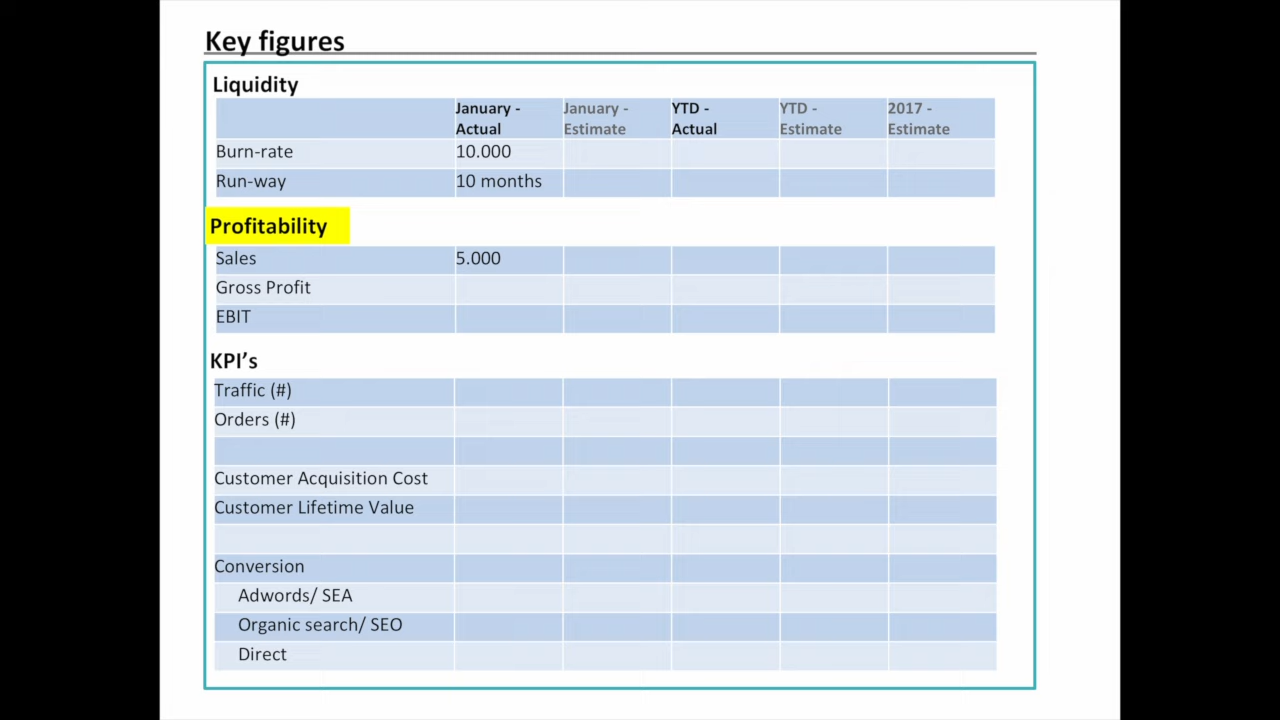 Key figures
Liquidity
January - Actual January - Estimate YTD - Actual YTD - Estimate 2017 - Estimate
Burn-rate 10.000
Run-way 10 months
Profitability
Sales 5.000
Gross Profit
EBIT
KPI’s
Traffic (#)
Orders (#)
Customer Acquisition Cost
Customer Lifetime Value
Conversion
Adwords/ SEA
Organic search/ SEO
Direct